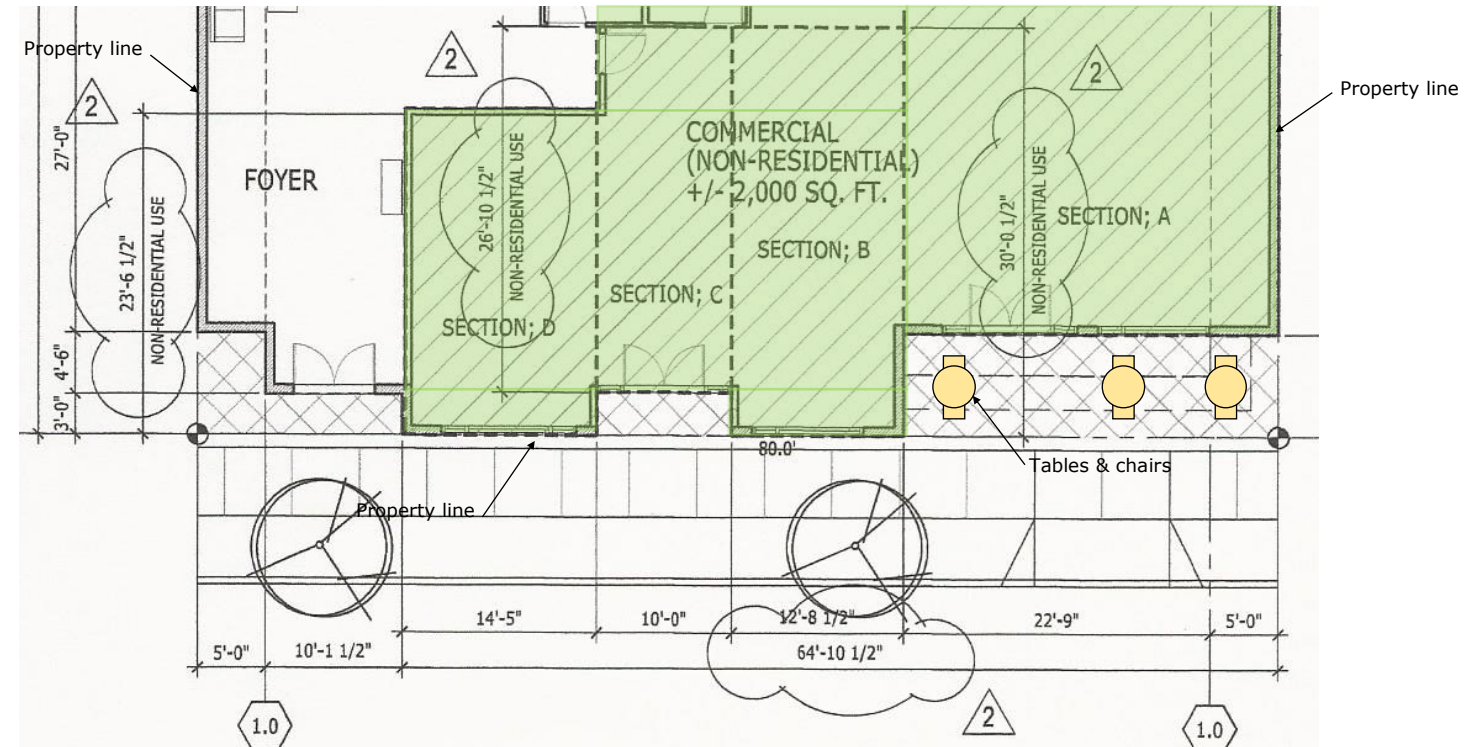 Property line
2
2
2
Property line
27'-0"
FOYER
23'-6 1/2"
NON-RESIDENTIAL USE
26'-10 1/2"
NON-RESIDENTIAL USE
COMMERCIAL
(NON-RESIDENTIAL)
+/- 2,000 SQ. FT.
SECTION; A
SECTION; B
SECTION; C
SECTION; D
30'-0 1/2"
NON-RESIDENTIAL USE
4'-6"
3'-0"
80.0'
Tables & chairs
Property line
14'-5"
10'-0"
12'-8 1/2"
22'-9"
5'-0"
5'-0"
10'-1 1/2"
64'-10 1/2"
1.0
2
1.0